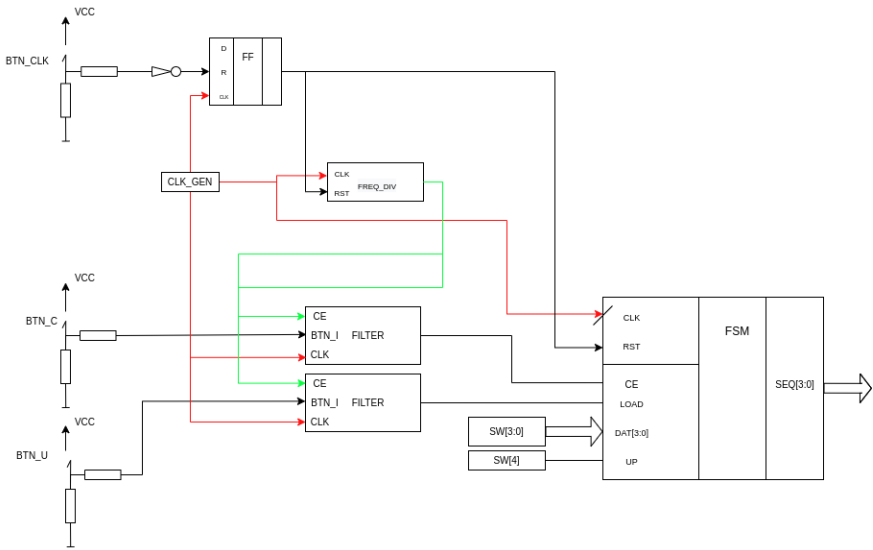 VCC
BTN_CLK
D
FF
R
CLK
CLK_GEN
CLK
FREQ_DIV
RST
VCC
BTN_C
CE
BTN_I FILTER
CLK
CE
BTN_I FILTER
CLK
VCC
BTN_U
CLK
FSM
RST
CE
SEQ[3:0]
LOAD
SW[3:0]
DAT[3:0]
SW[4]
UP